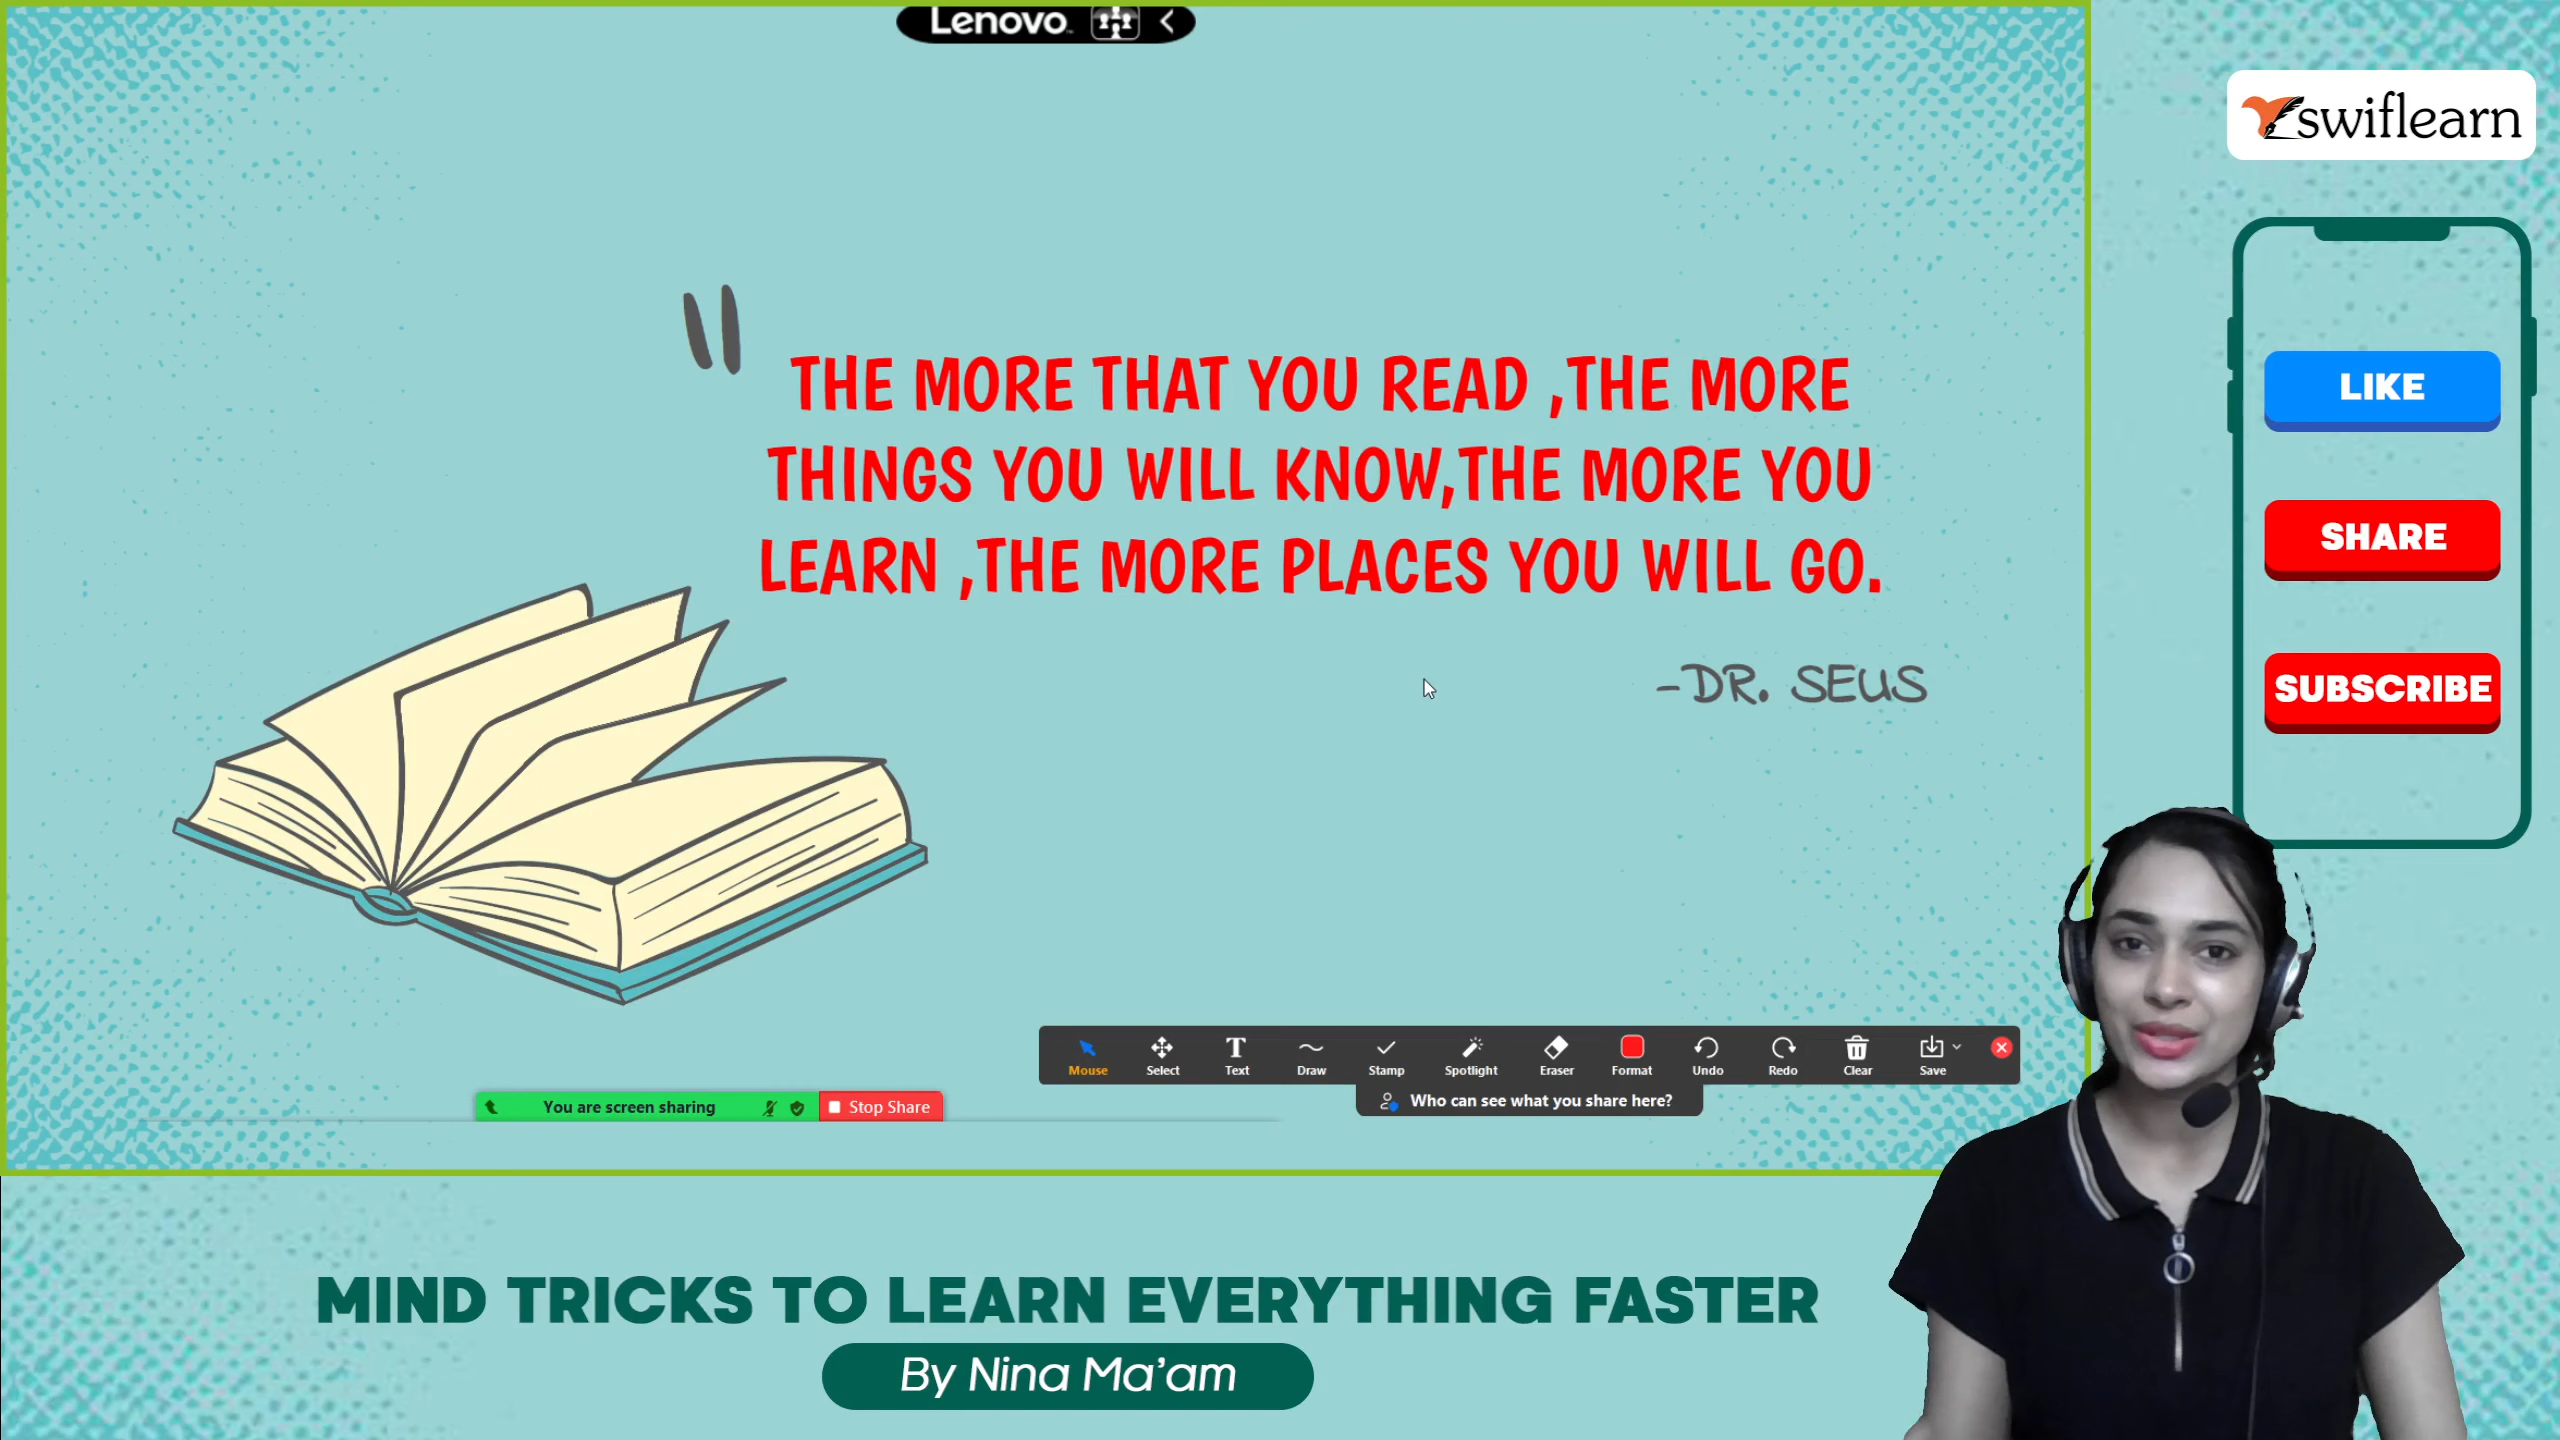 Lenovo
swiflearn
"
THE MORE THAT YOU READ ,THE MORE
THINGS YOU WILL KNOW,THE MORE YOU
LEARN ,THE MORE PLACES YOU WILL GO.
-DR. SEUS
LIKE
SHARE
SUBSCRIBE
Mouse Select Text Draw Stamp Spotlight Eraser Format Undo Redo Clear Save
Who can see what you share here?
You are screen sharing Stop Share
MIND TRICKS TO LEARN EVERYTHING FASTER
By Nina Ma'am